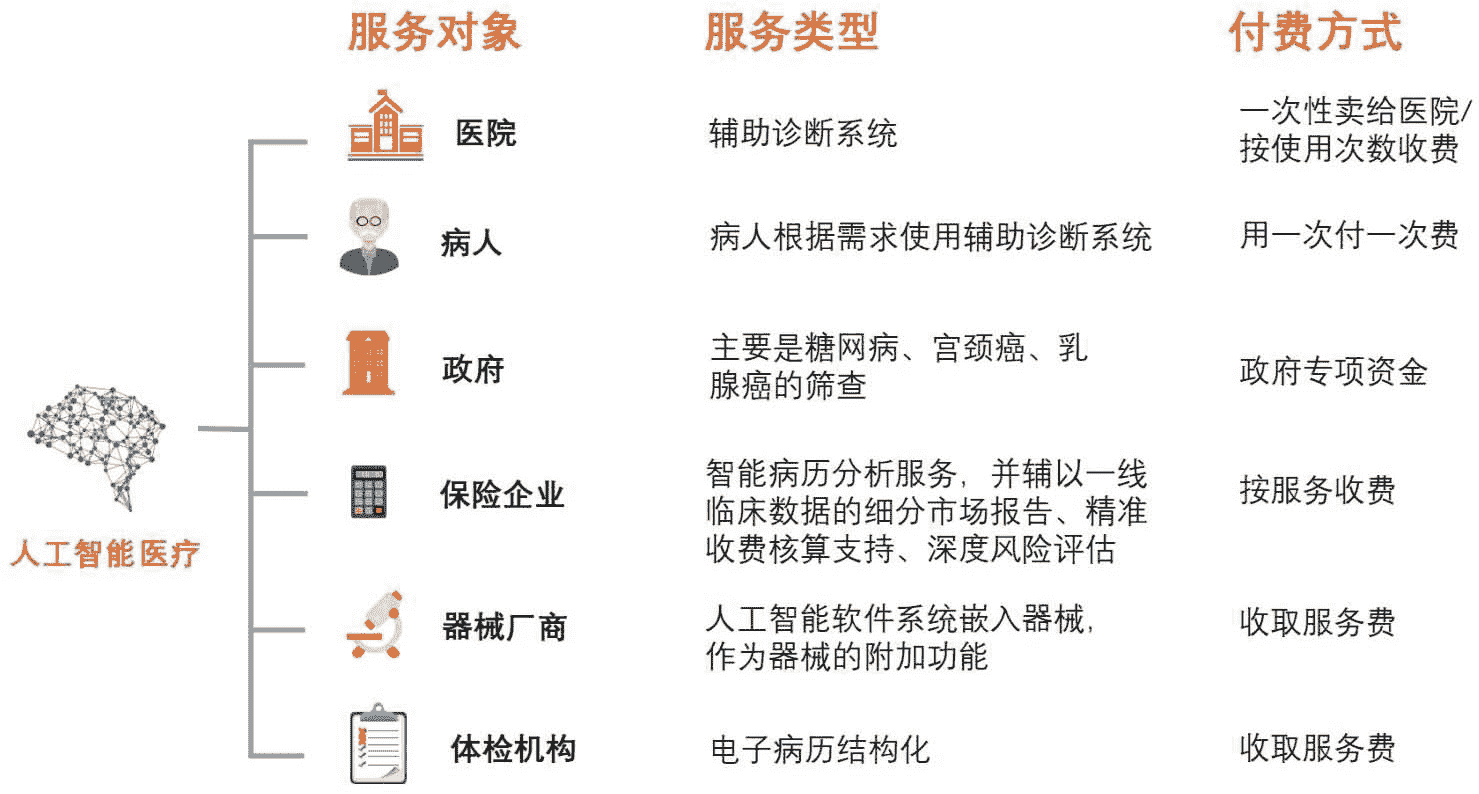 服务对象
服务类型
付费方式
医院
辅助诊断系统
一次性卖给医院/
按使用次数收费
病人
病人根据需求使用辅助诊断系统
用一次付一次费
政府
主要是糖网病、宫颈癌、乳
腺癌的筛查
政府专项资金
保险企业
智能病历分析服务，并辅以一线
临床数据的细分市场报告、精准
收费核算支持、深度风险评估
按服务收费
人工智能医疗
器械厂商
人工智能软件系统嵌入器械，
作为器械的附加功能
收取服务费
体检机构
电子病历结构化
收取服务费